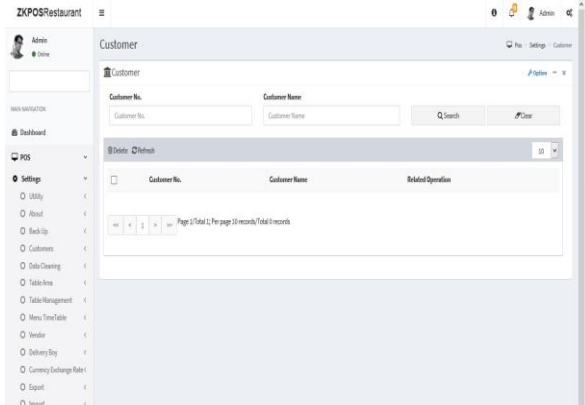 ZKPOSRestaurant
Admin
Admin
Online
Customer
Pos - Settings - Customer
Customer
Option
Customer No.
Customer Name
Customer No.
Customer Name
Search
Clear
MAIN NAVIGATION
Dashboard
POS
Settings
Utility
About
Back Up
Customers
Data Cleaning
Table Area
Table Management
Menu TimeTable
Vendor
Delivery Boy
Currency Exchange Rate
Export
Import
Delete Refresh
10
Customer No.
Customer Name
Related Operation
<< < 1 > >> Page 1/Total 1; Per page 10 records/Total 0 records